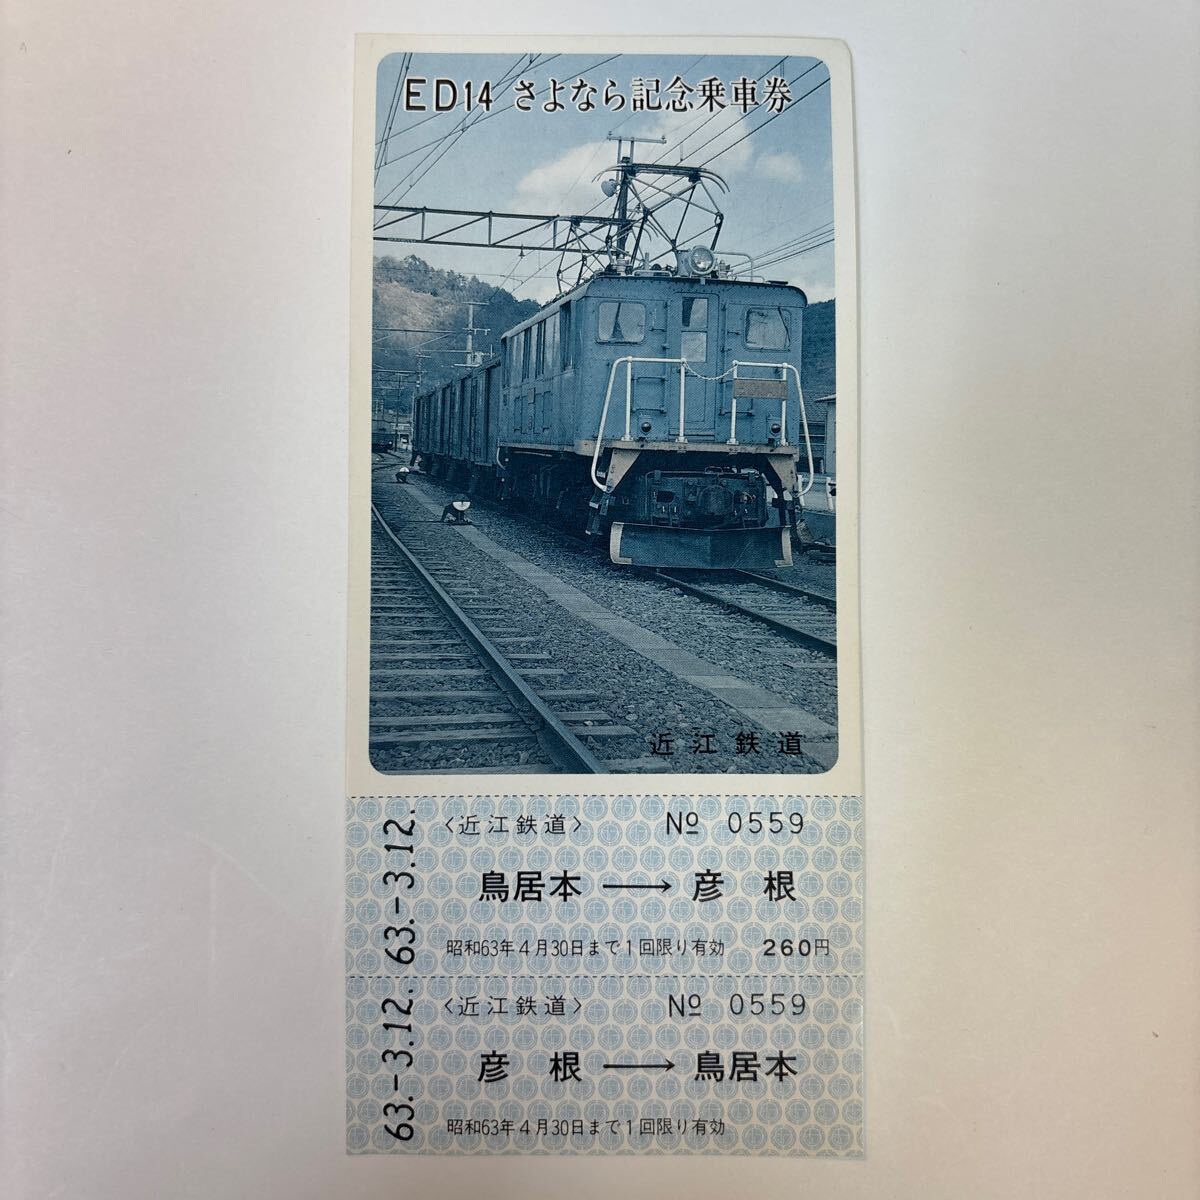 ED14 さよなら記念乗車券
近江鉄道
63.-3.12.
〈近江鉄道〉 № 0559
鳥居本 → 彦根
昭和63年4月30日まで1回限り有効 260円
63.-3.12.
〈近江鉄道〉 № 0559
彦根 → 鳥居本
昭和63年4月30日まで1回限り有効